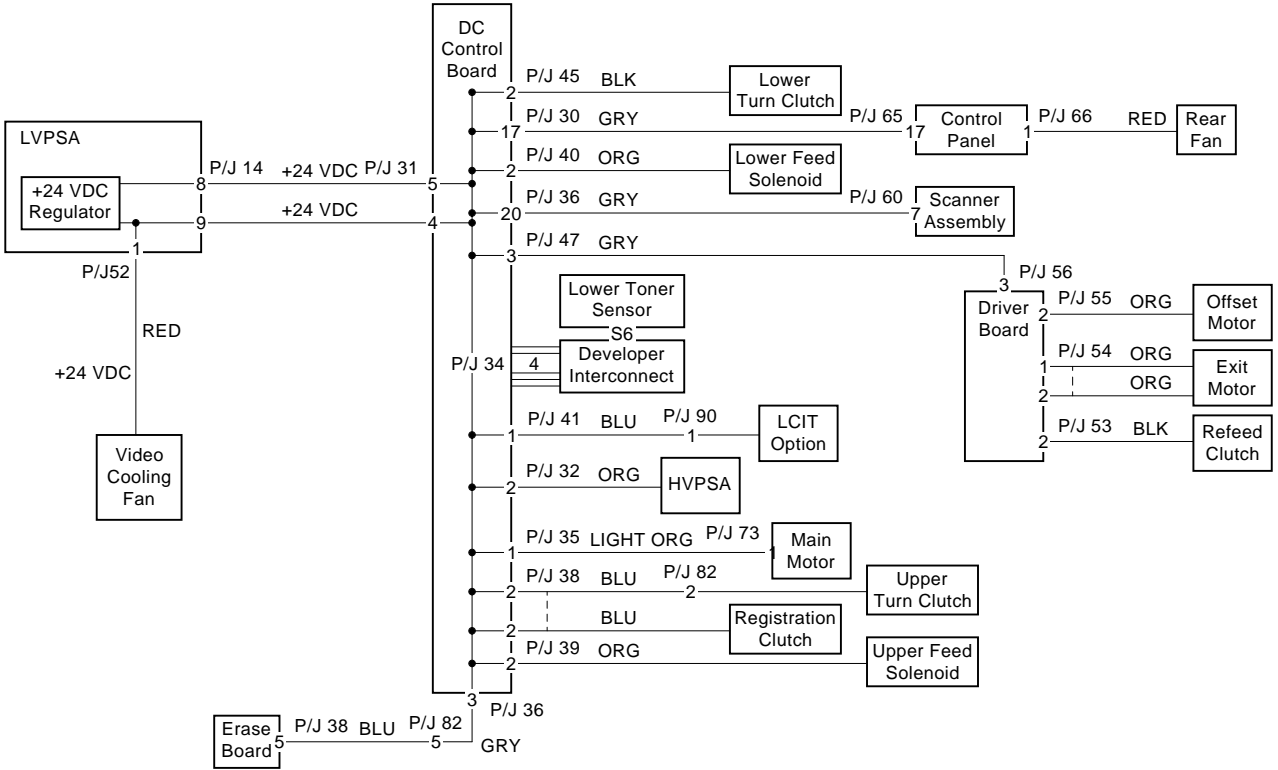 DC
Control
Board
P/J 45 BLK
2
Lower
Turn Clutch
P/J 30 GRY
17
P/J 65
17
Control
Panel
1
P/J 66
RED
Rear
Fan
P/J 40 ORG
2
Lower Feed
Solenoid
P/J 36 GRY
20
P/J 60
7
Scanner
Assembly
P/J 47 GRY
3
LVPSA
+24 VDC
Regulator
8
P/J 14 +24 VDC P/J 31
5
9
+24 VDC
4
1
P/J52
RED
+24 VDC
Video
Cooling
Fan
P/J 56
3
Driver
Board
2
P/J 55 ORG
Offset
Motor
1
P/J 54 ORG
2
ORG
Exit
Motor
2
P/J 53 BLK
Refeed
Clutch
Lower Toner
Sensor
S6
Developer
Interconnect
P/J 34
4
P/J 41 BLU P/J 90
1
1
LCIT
Option
P/J 32 ORG
2
HVPSA
P/J 35 LIGHT ORG P/J 73
1
1
Main
Motor
P/J 38 BLU P/J 82
2
2
Upper
Turn Clutch
BLU
2
Registration
Clutch
P/J 39 ORG
2
Upper Feed
Solenoid
3
P/J 36
GRY
Erase
Board
5
P/J 38 BLU P/J 82
5